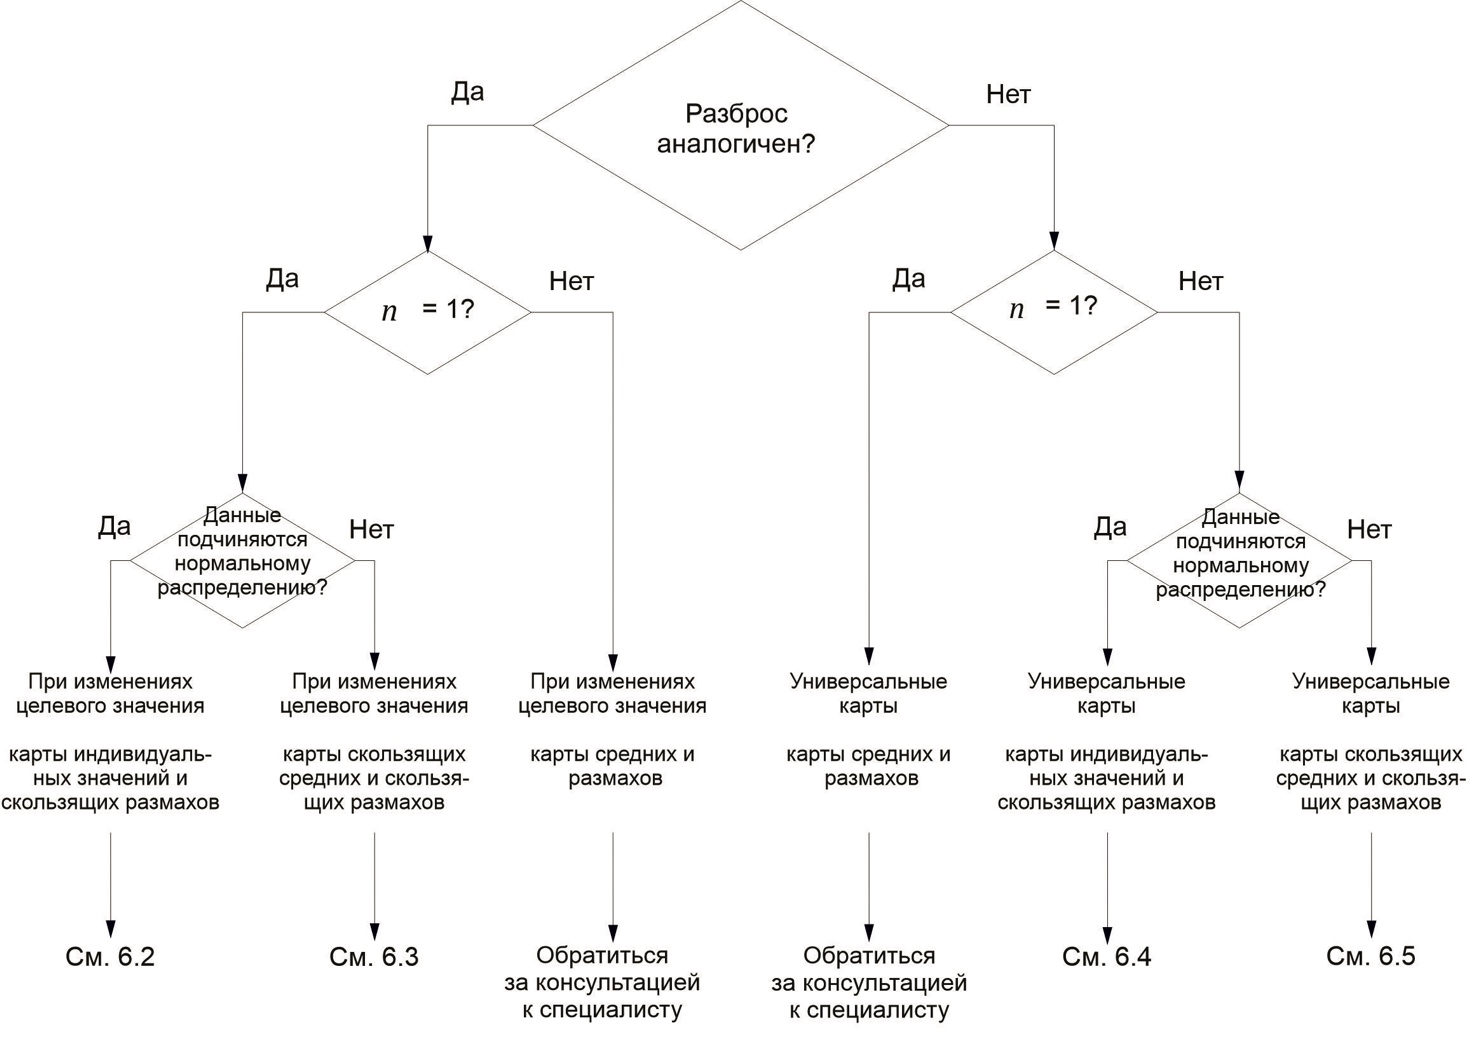 Разброс
аналогичен?
Да
Нет
n = 1?
Да
Нет
n = 1?
Да
Нет
Данные
подчиняются
нормальному
распределению?
Да
Нет
Данные
подчиняются
нормальному
распределению?
Да
Нет
При изменениях
целевого значения
карты индивидуаль-
ных значений и
скользящих размахов
См. 6.2
При изменениях
целевого значения
карты скользящих
средних и скользя-
щих размахов
См. 6.3
При изменениях
целевого значения
карты средних и
размахов
Обратиться
за консультацией
к специалисту
Универсальные
карты
карты средних и
размахов
Обратиться
за консультацией
к специалисту
Универсальные
карты
карты индивидуаль-
ных значений и
скользящих размахов
См. 6.4
Универсальные
карты
карты скользящих
средних и скользя-
щих размахов
См. 6.5